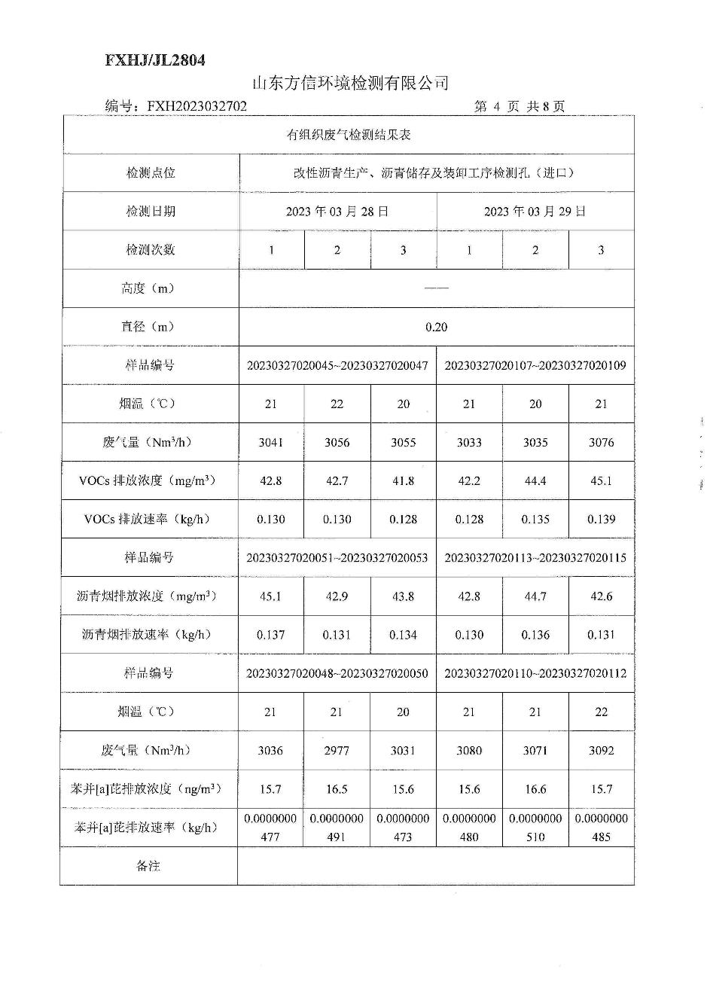 FXHJ/JL2804
山东方信环境检测有限公司
编号：FXH2023032702 第 4 页 共 8 页
有组织废气检测结果表
检测点位 改性沥青生产、沥青储存及装卸工序检测孔（进口）
检测日期 2023 年 03 月 28 日 2023 年 03 月 29 日
检测次数 1 2 3 1 2 3
高度（m） ——
直径（m） 0.20
样品编号 20230327020045~20230327020047 20230327020107~20230327020109
烟温（℃） 21 22 20 21 20 21
废气量（Nm³/h） 3041 3056 3055 3033 3035 3076
VOCs 排放浓度（mg/m³） 42.8 42.7 41.8 42.2 44.4 45.1
VOCs 排放速率（kg/h） 0.130 0.130 0.128 0.128 0.135 0.139
样品编号 20230327020051~20230327020053 20230327020113~20230327020115
沥青烟排放浓度（mg/m³） 45.1 42.9 43.8 42.8 44.7 42.6
沥青烟排放速率（kg/h） 0.137 0.131 0.134 0.130 0.136 0.131
样品编号 20230327020048~20230327020050 20230327020110~20230327020112
烟温（℃） 21 21 20 21 21 22
废气量（Nm³/h） 3036 2977 3031 3080 3071 3092
苯并[a]芘排放浓度（ng/m³） 15.7 16.5 15.6 15.6 16.6 15.7
苯并[a]芘排放速率（kg/h） 0.0000000477 0.0000000491 0.0000000473 0.0000000480 0.0000000510 0.0000000485
备注